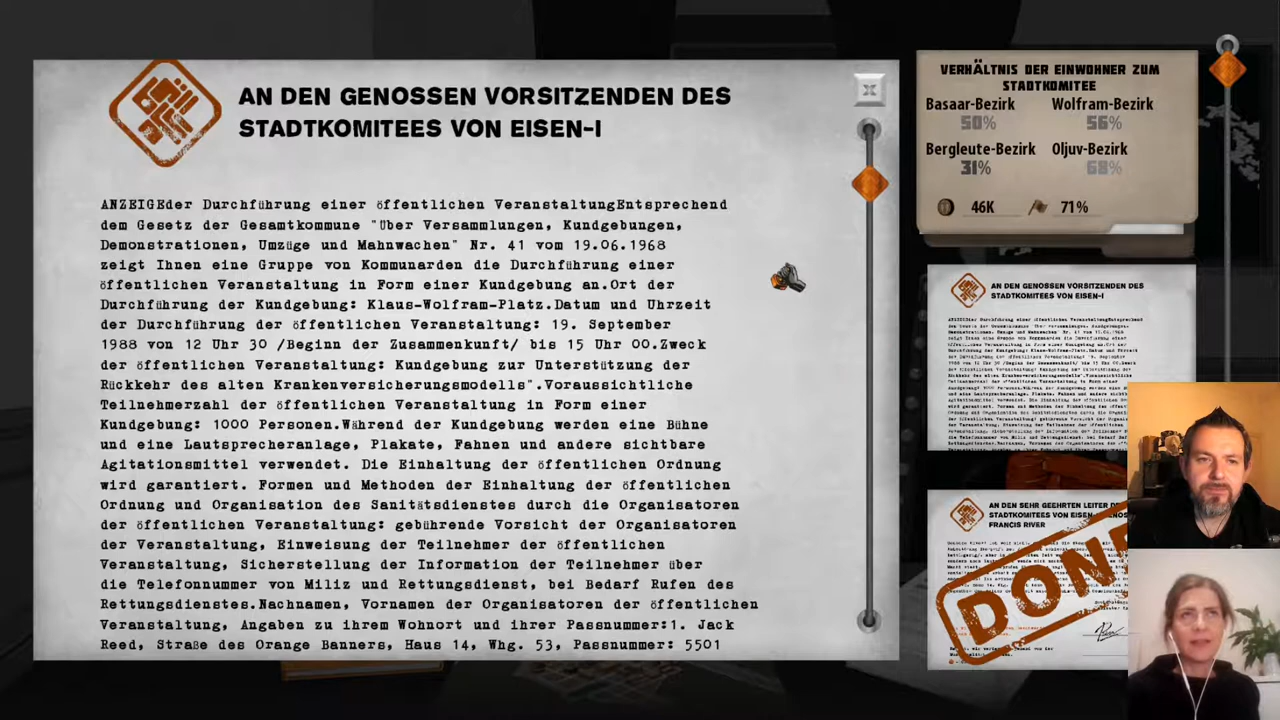 AN DEN GENOSSEN VORSITZENDEN DES
STADTKOMITEES VON EISEN-I
ANZEIGEder Durchführung einer öffentlichen VeranstaltungEntsprechend
dem Gesetz der Gesamtkommune "Über Versammlungen, Kundgebungen,
Demonstrationen, Umzüge und Mahnwachen" Nr. 41 vom 19.06.1968
zeigt Ihnen eine Gruppe von Kommunarden die Durchführung einer
öffentlichen Veranstaltung in Form einer Kundgebung an.Ort der
Durchführung der Kundgebung: Klaus-Wolfram-Platz.Datum und Uhrzeit
der Durchführung der öffentlichen Veranstaltung: 19. September
1988 von 12 Uhr 30 /Beginn der Zusammenkunft/ bis 15 Uhr 00.Zweck
der öffentlichen Veranstaltung: Kundgebung zur Unterstützung der
Rückkehr des alten Krankenversicherungsmodells".Voraussichtliche
Teilnehmerzahl der öffentlichen Veranstaltung in Form einer
Kundgebung: 1000 Personen.Während der Kundgebung werden eine Bühne
und eine Lautsprecheranlage, Plakate, Fahnen und andere sichtbare
Agitationsmittel verwendet. Die Einhaltung der öffentlichen Ordnung
wird garantiert. Formen und Methoden der Einhaltung der öffentlichen
Ordnung und Organisation des Sanitätsdienstes durch die Organisatoren
der öffentlichen Veranstaltung: gebührende Vorsicht der Organisatoren
der Veranstaltung, Einweisung der Teilnehmer der öffentlichen
Veranstaltung, Sicherstellung der Information der Teilnehmer über
die Telefonnummer von Miliz und Rettungsdienst, bei Bedarf Rufen des
Rettungsdienstes.Nachnamen, Vornamen der Organisatoren der öffentlichen
Veranstaltung, Angaben zu ihrem Wohnort und ihrer Passnummer:1. Jack
Reed, Straße des Orange Banners, Haus 14, Whg. 53, Passnummer: 5501
VERHÄLTNIS DER EINWOHNER ZUM
STADTKOMITEE
Basaar-Bezirk Wolfram-Bezirk
50% 56%
Bergleute-Bezirk Oljuv-Bezirk
31% 68%
46K 71%
AN DEN GENOSSEN VORSITZENDEN DES
STADTKOMITEES VON EISEN-I
AN DEN SEHR GEEHRTEN LEITER DE
STADTKOMITEES VON EISEN-
FRANCIS RIVER
DON